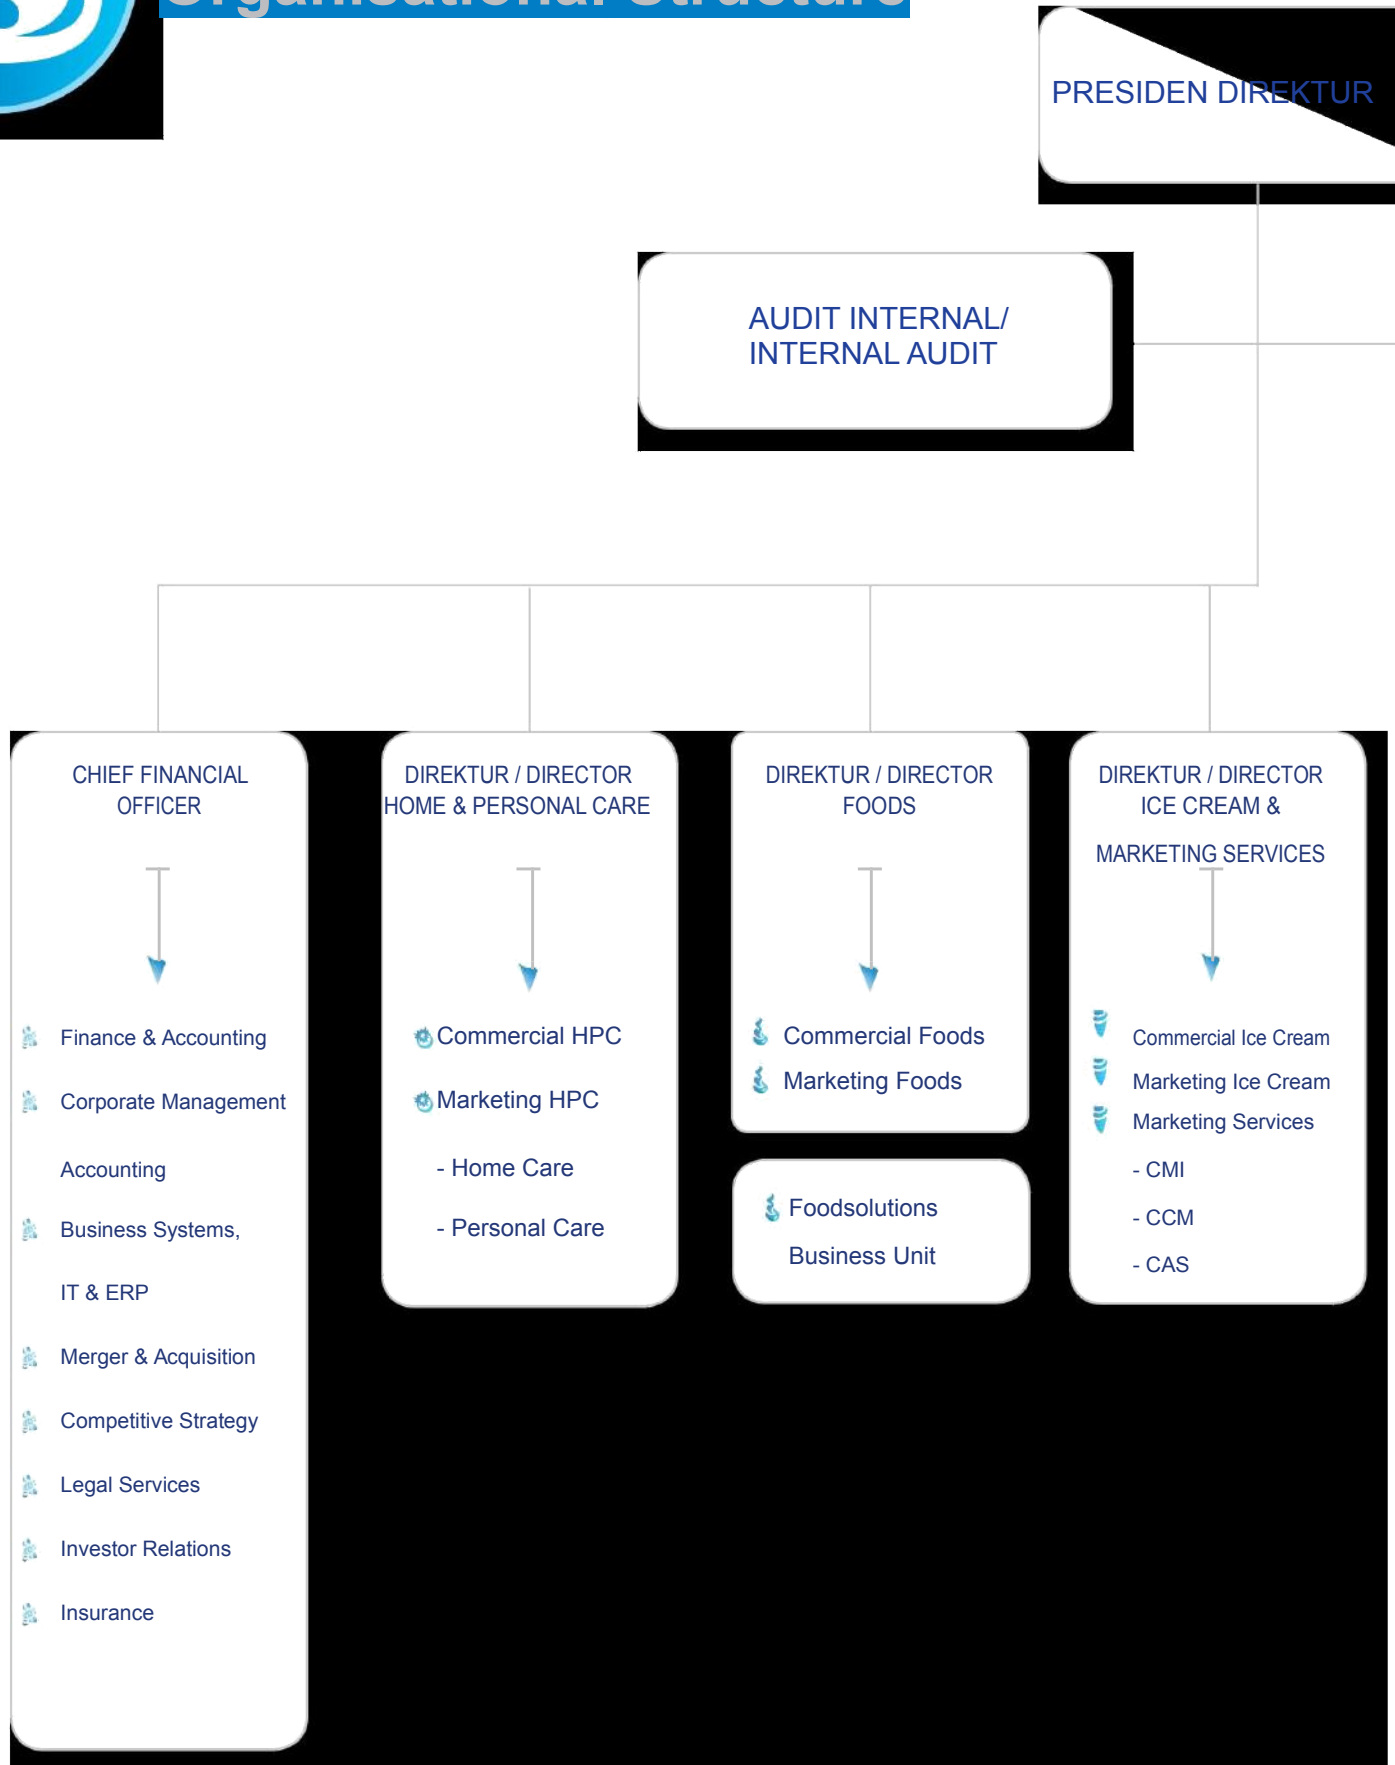 Organisational Structure
PRESIDEN DIREKTUR
AUDIT INTERNAL/
INTERNAL AUDIT
CHIEF FINANCIAL
OFFICER
Finance & Accounting
Corporate Management
Accounting
Business Systems,
IT & ERP
Merger & Acquisition
Competitive Strategy
Legal Services
Investor Relations
Insurance
DIREKTUR / DIRECTOR
HOME & PERSONAL CARE
Commercial HPC
Marketing HPC
- Home Care
- Personal Care
DIREKTUR / DIRECTOR
FOODS
Commercial Foods
Marketing Foods
Foodsolutions
Business Unit
DIREKTUR / DIRECTOR
ICE CREAM &
MARKETING SERVICES
Commercial Ice Cream
Marketing Ice Cream
Marketing Services
- CMI
- CCM
- CAS